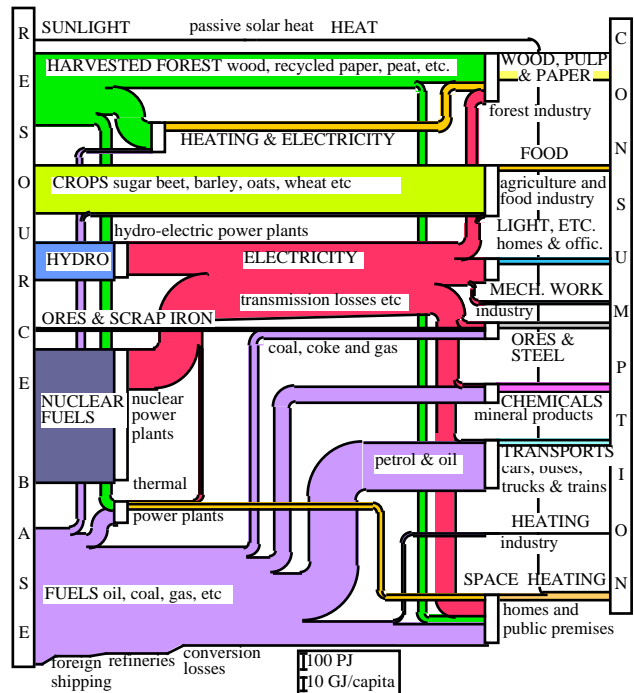 RESOURCE BASE
CONSUMPTION
SUNLIGHT passive solar heat HEAT
HARVESTED FOREST wood, recycled paper, peat, etc.
WOOD, PULP
& PAPER
forest industry
HEATING & ELECTRICITY
FOOD
CROPS sugar beet, barley, oats, wheat etc
agriculture and
food industry
hydro-electric power plants
LIGHT, ETC.
homes & offic.
HYDRO
ELECTRICITY
MECH. WORK
transmission losses etc
industry
ORES & SCRAP IRON
coal, coke and gas
ORES &
STEEL
NUCLEAR
FUELS
nuclear
power
plants
CHEMICALS
mineral products
petrol & oil
TRANSPORTS
cars, buses,
trucks & trains
thermal
power plants
HEATING
industry
SPACE HEATING
FUELS oil, coal, gas, etc
homes and
public premises
foreign
shipping
refineries
conversion
losses
100 PJ
10 GJ/capita